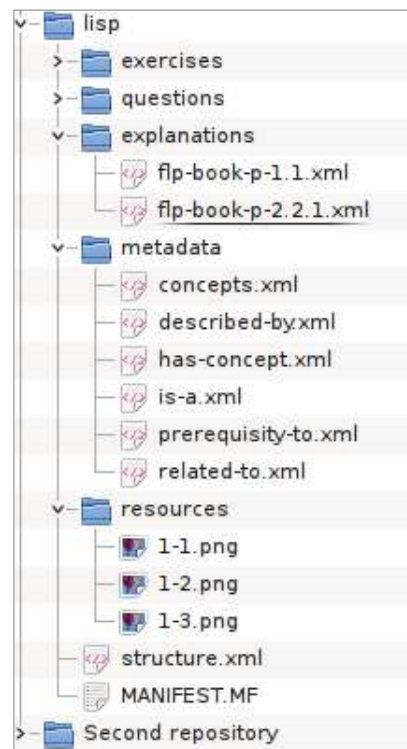 lisp
exercises
questions
explanations
flp-book-p-1.1.xml
flp-book-p-2.2.1.xml
metadata
concepts.xml
described-by.xml
has-concept.xml
is-a.xml
prerequisity-to.xml
related-to.xml
resources
1-1.png
1-2.png
1-3.png
structure.xml
MANIFEST.MF
Second repository